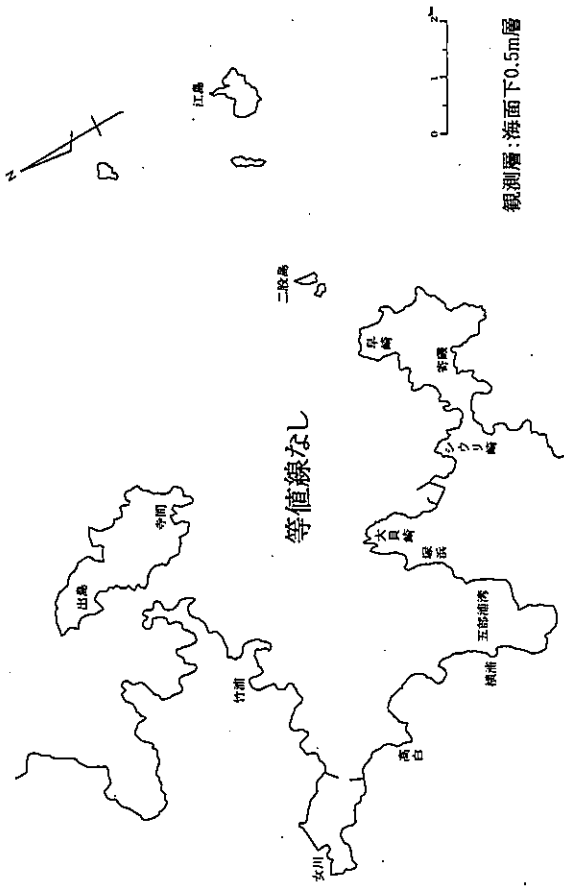 N
江島
0 1 2
観測層:海面下0.5m層
二股島
早崎
寄磯
等値線なし
シウリ崎
寺間
出島
大貝崎
塚浜
五部浦湾
横浦
竹浦
高白
女川